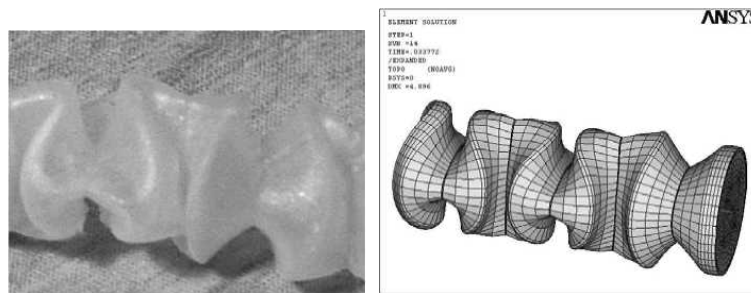 1
ELEMENT SOLUTION
STEP=1
SUB =14
TIME=.033772
/EXPANDED
TOPO (NOAVG)
RSYS=0
DMX =4.896
ANSYS